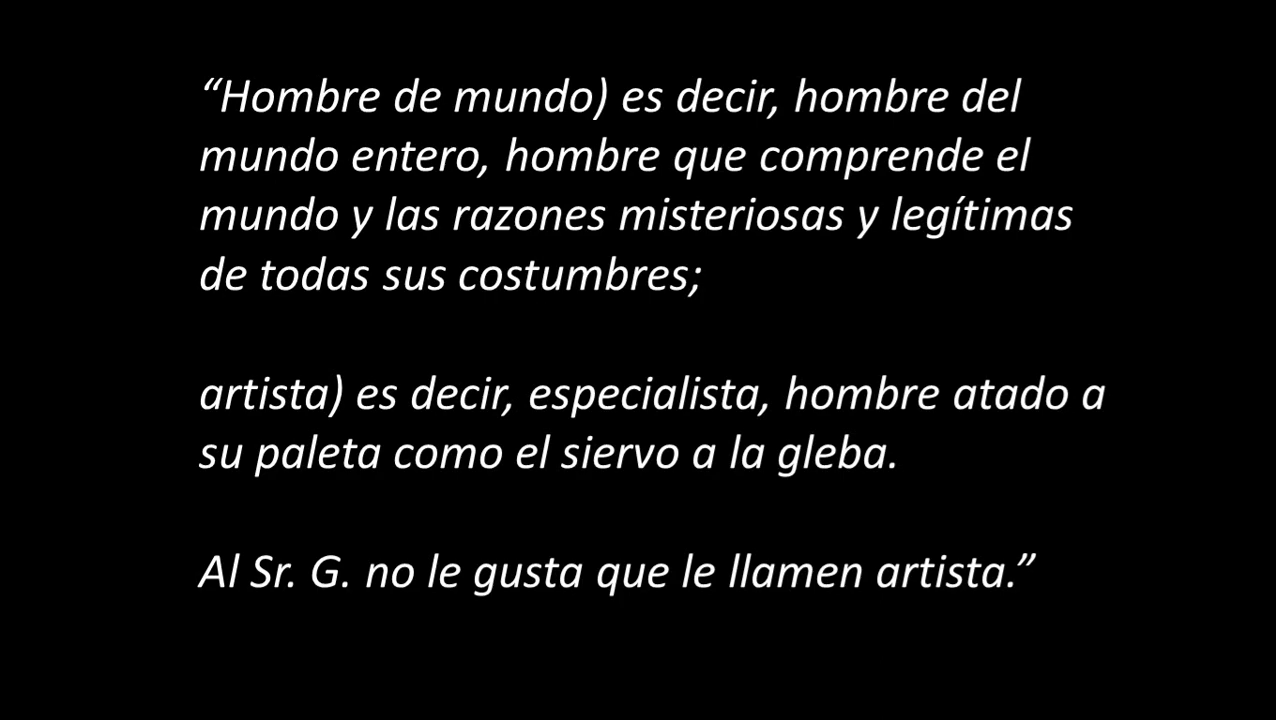 “Hombre de mundo) es decir, hombre del
mundo entero, hombre que comprende el
mundo y las razones misteriosas y legítimas
de todas sus costumbres;
artista) es decir, especialista, hombre atado a
su paleta como el siervo a la gleba.
Al Sr. G. no le gusta que le llamen artista.”